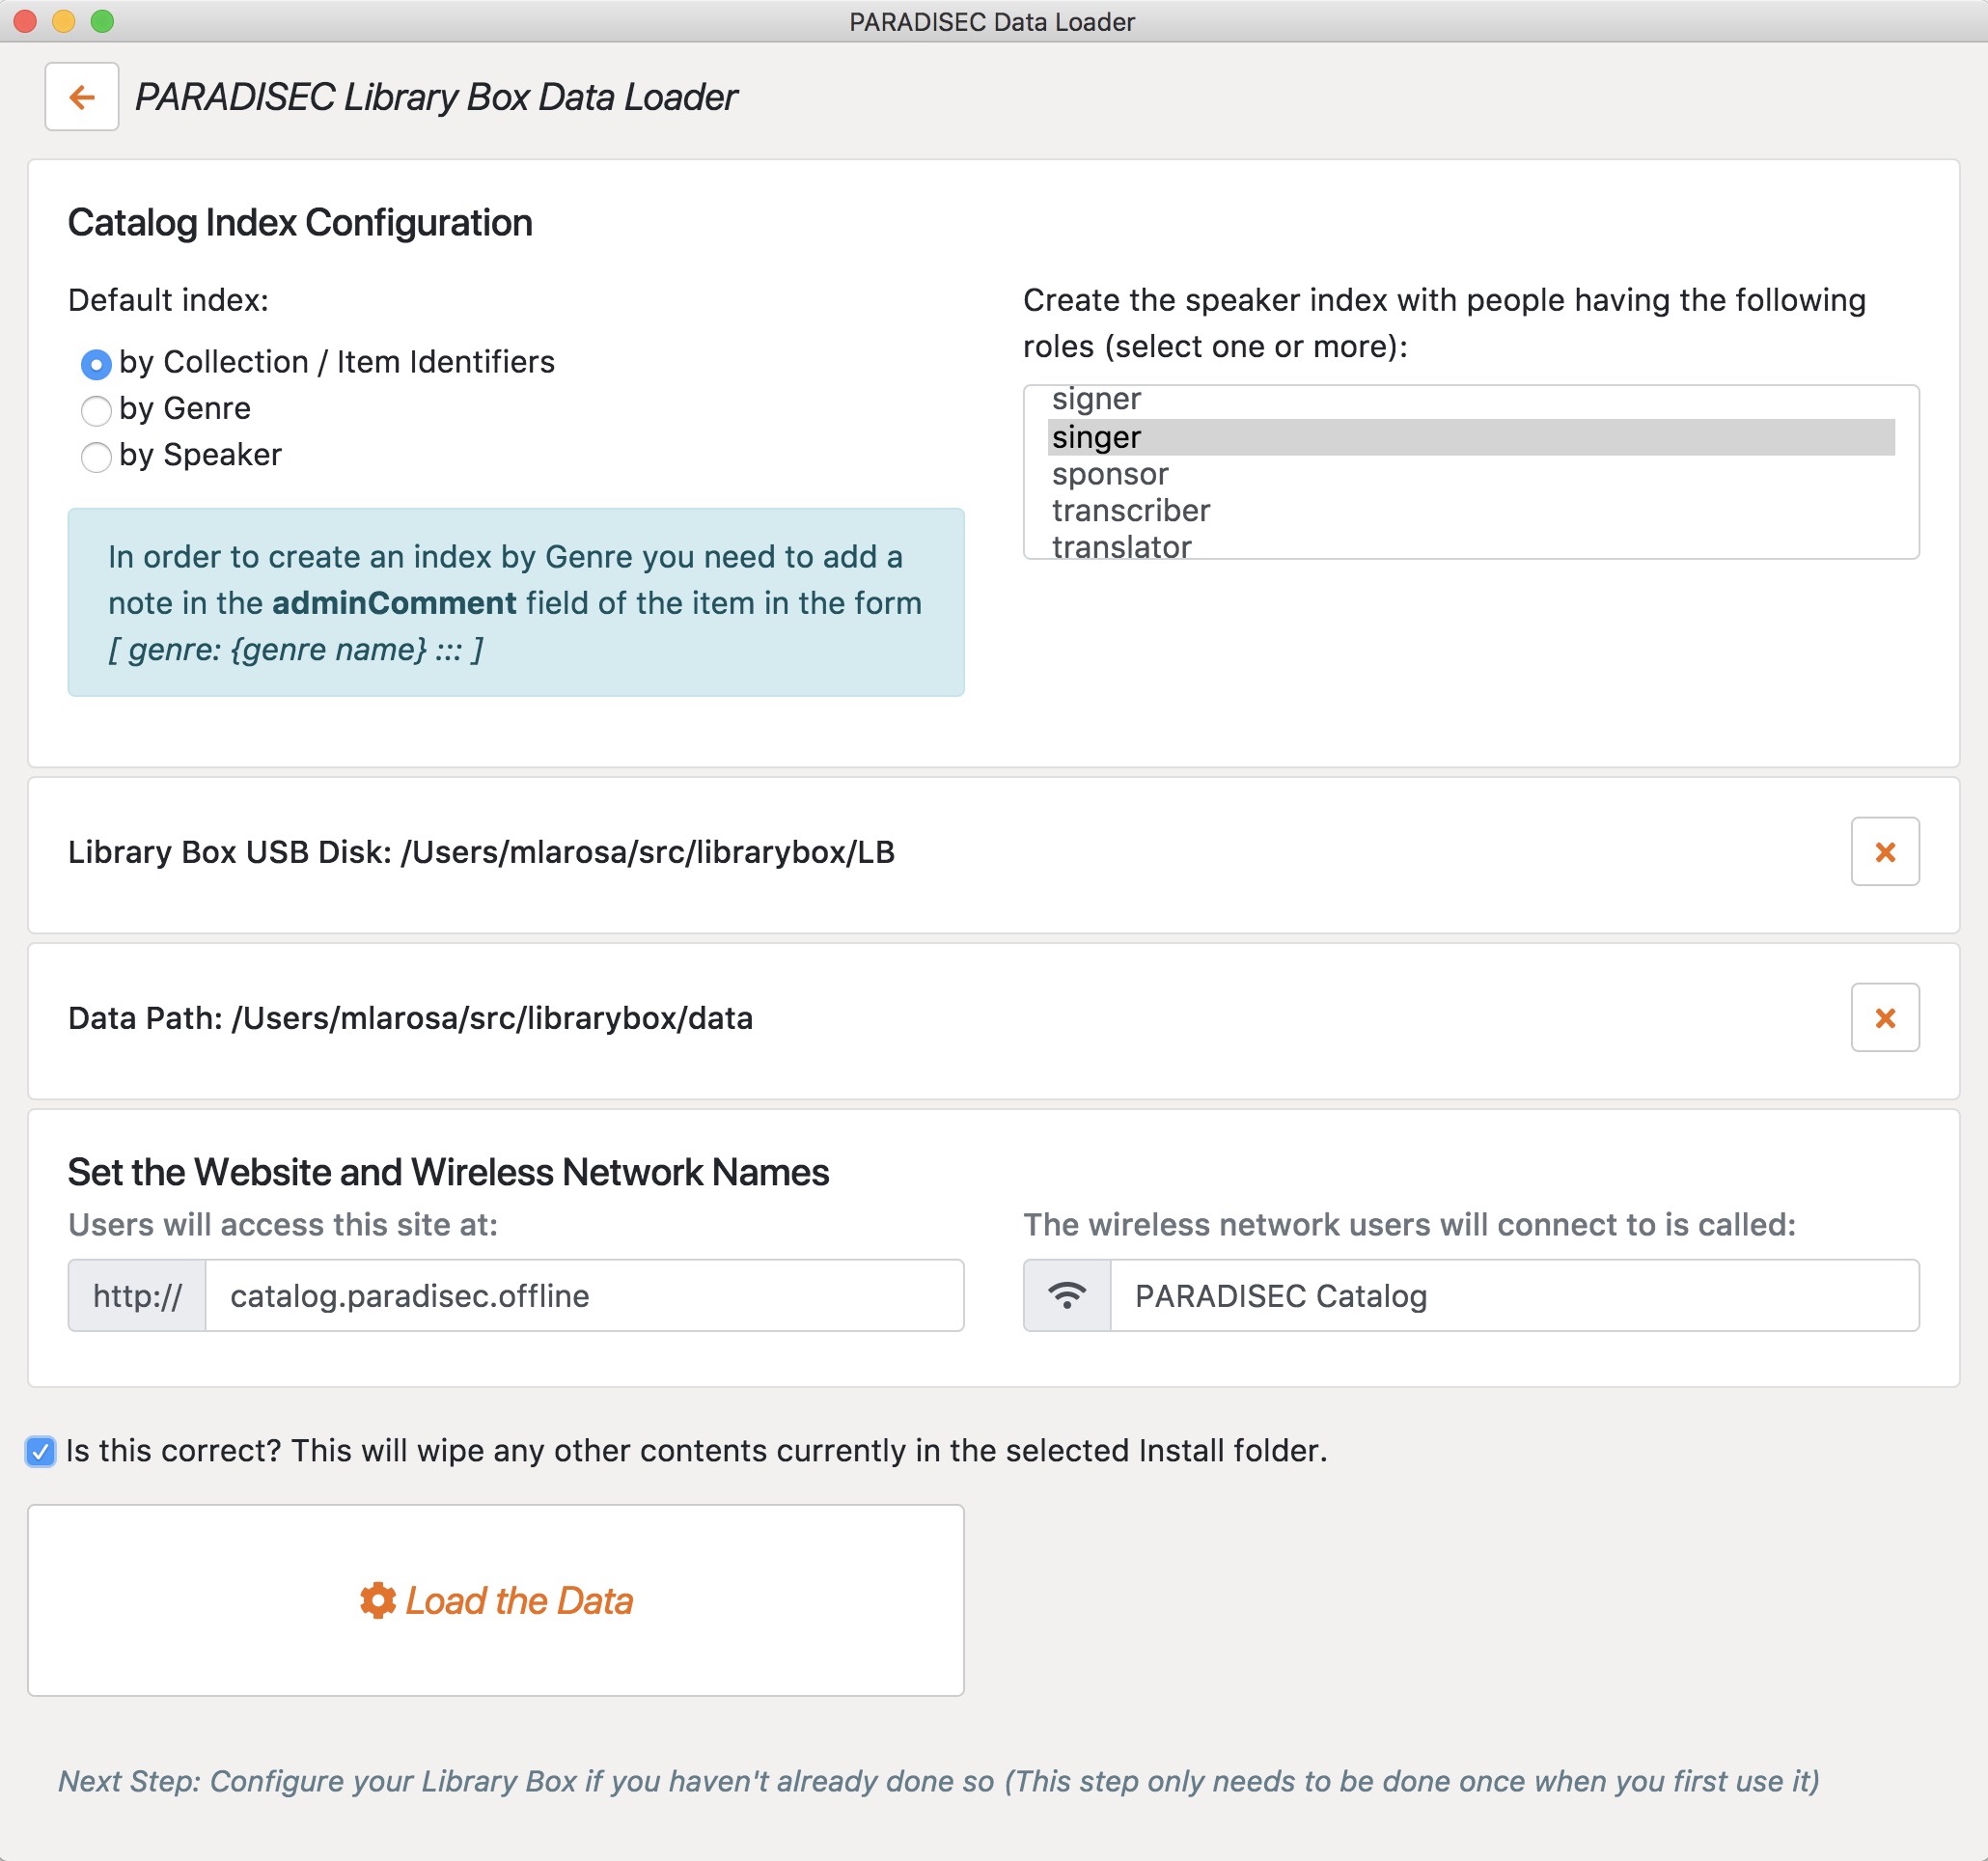 PARADISEC Data Loader
PARADISEC Library Box Data Loader
Catalog Index Configuration
Default index:
by Collection / Item Identifiers
by Genre
by Speaker
In order to create an index by Genre you need to add a
note in the adminComment field of the item in the form
[ genre: {genre name} ::: ]
Create the speaker index with people having the following
roles (select one or more):
signer
singer
sponsor
transcriber
translator
Library Box USB Disk: /Users/mlarosa/src/librarybox/LB
Data Path: /Users/mlarosa/src/librarybox/data
Set the Website and Wireless Network Names
Users will access this site at:
http:// catalog.paradisec.offline
The wireless network users will connect to is called:
PARADISEC Catalog
Is this correct? This will wipe any other contents currently in the selected Install folder.
Load the Data
Next Step: Configure your Library Box if you haven't already done so (This step only needs to be done once when you first use it)